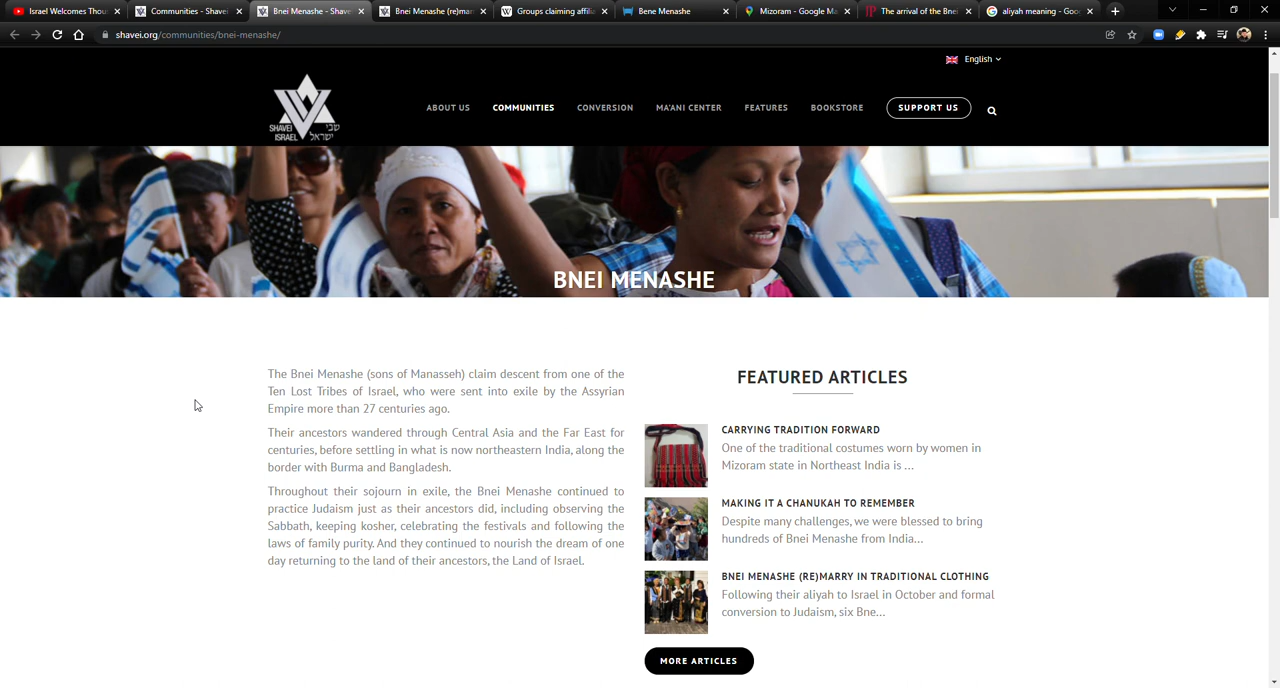 Israel Welcomes Thou
Communities - Shavei
Bnei Menashe - Shave
Bnei Menashe (re)mar
Groups claiming affilia
Bene Menashe
Mizoram - Google Ma
The arrival of the Bnei
aliyah meaning - Goo
shavei.org/communities/bnei-menashe/
English
SHAVEI ISRAEL
שבי ישראל
ABOUT US
COMMUNITIES
CONVERSION
MA'ANI CENTER
FEATURES
BOOKSTORE
SUPPORT US
BNEI MENASHE
The Bnei Menashe (sons of Manasseh) claim descent from one of the
Ten Lost Tribes of Israel, who were sent into exile by the Assyrian
Empire more than 27 centuries ago.
Their ancestors wandered through Central Asia and the Far East for
centuries, before settling in what is now northeastern India, along the
border with Burma and Bangladesh.
Throughout their sojourn in exile, the Bnei Menashe continued to
practice Judaism just as their ancestors did, including observing the
Sabbath, keeping kosher, celebrating the festivals and following the
laws of family purity. And they continued to nourish the dream of one
day returning to the land of their ancestors, the Land of Israel.
FEATURED ARTICLES
CARRYING TRADITION FORWARD
One of the traditional costumes worn by women in
Mizoram state in Northeast India is ...
MAKING IT A CHANUKAH TO REMEMBER
Despite many challenges, we were blessed to bring
hundreds of Bnei Menashe from India...
BNEI MENASHE (RE)MARRY IN TRADITIONAL CLOTHING
Following their aliyah to Israel in October and formal
conversion to Judaism, six Bne...
MORE ARTICLES